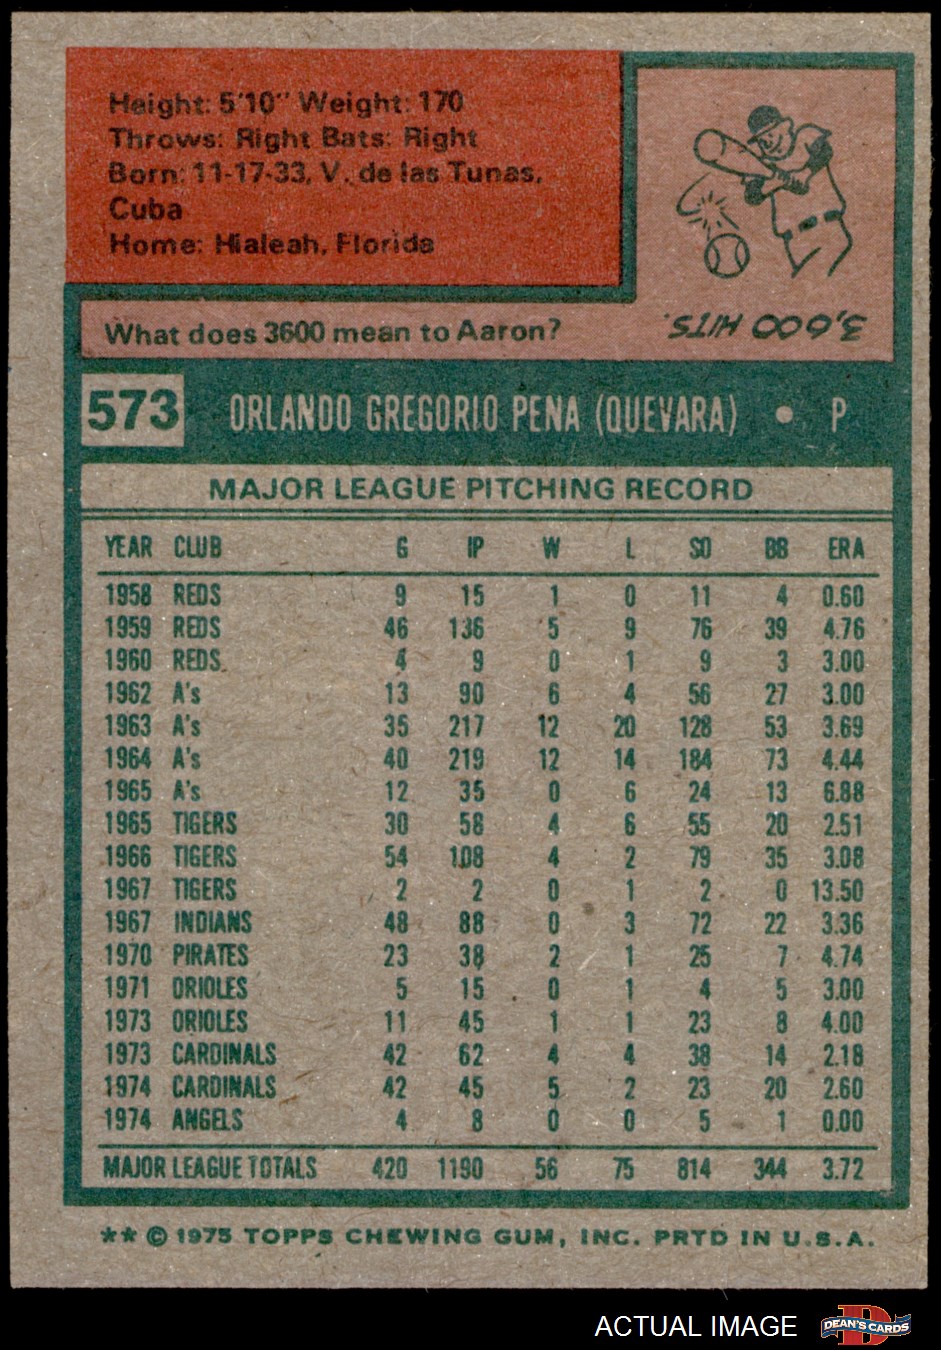 Height: 5'10" Weight: 170
Throws: Right Bats: Right
Born: 11-17-33, V. de las Tunas,
Cuba
Home: Hialeah, Florida
What does 3600 mean to Aaron?
3,600 HITS.
573 ORLANDO GREGORIO PENA (QUEVARA) • P
MAJOR LEAGUE PITCHING RECORD
YEAR CLUB G IP W L SO BB ERA
1958 REDS 9 15 1 0 11 4 0.60
1959 REDS 46 136 5 9 76 39 4.76
1960 REDS 4 9 0 1 9 3 3.00
1962 A's 13 90 6 4 56 27 3.00
1963 A's 35 217 12 20 128 53 3.69
1964 A's 40 219 12 14 184 73 4.44
1965 A's 12 35 0 6 24 13 6.88
1965 TIGERS 30 58 4 6 55 20 2.51
1966 TIGERS 54 108 4 2 79 35 3.08
1967 TIGERS 2 2 0 1 2 0 13.50
1967 INDIANS 48 88 0 3 72 22 3.36
1970 PIRATES 23 38 2 1 25 7 4.74
1971 ORIOLES 5 15 0 1 4 5 3.00
1973 ORIOLES 11 45 1 1 23 8 4.00
1973 CARDINALS 42 62 4 4 38 14 2.18
1974 CARDINALS 42 45 5 2 23 20 2.60
1974 ANGELS 4 8 0 0 5 1 0.00
MAJOR LEAGUE TOTALS 420 1190 56 75 814 344 3.72
** © 1975 TOPPS CHEWING GUM, INC. PRTD IN U.S.A.
ACTUAL IMAGE D DEAN'S CARDS